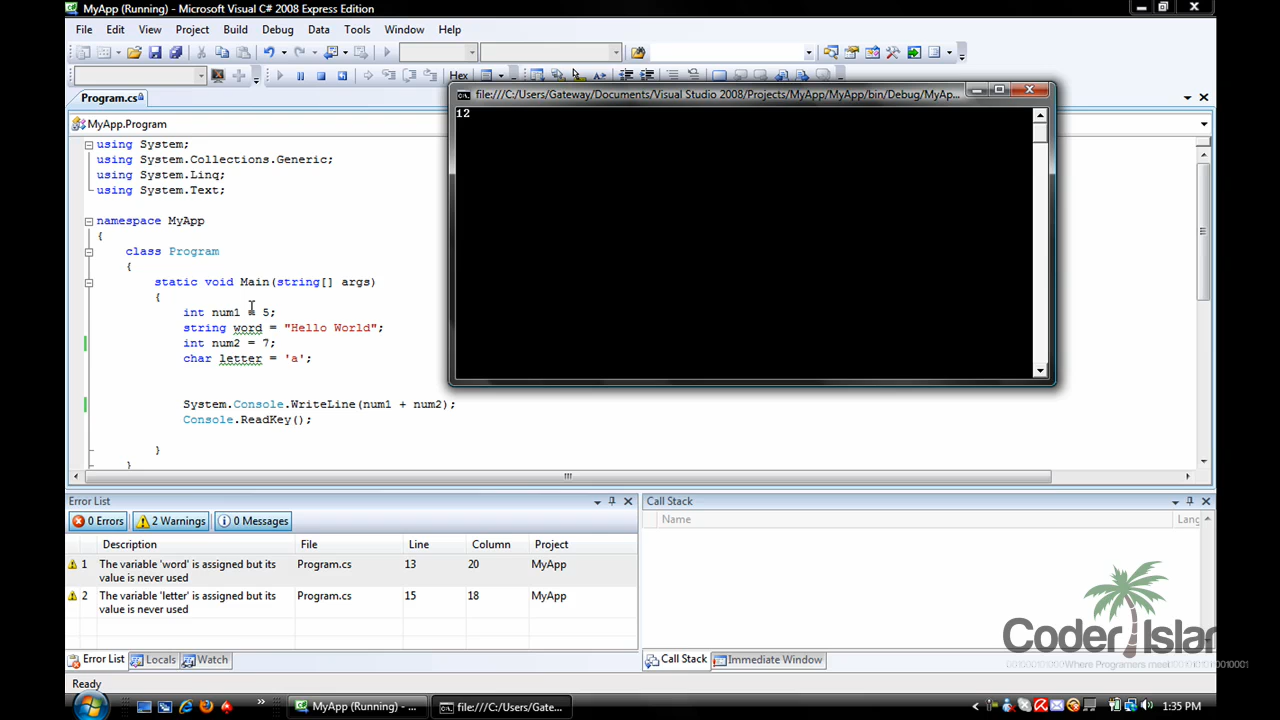 MyApp (Running) - Microsoft Visual C# 2008 Express Edition
File Edit View Project Build Debug Data Tools Window Help
Hex
Program.cs
file:///C:/Users/Gateway/Documents/Visual Studio 2008/Projects/MyApp/MyApp/bin/Debug/MyAp...
12
MyApp.Program
using System;
using System.Collections.Generic;
using System.Linq;
using System.Text;
namespace MyApp
{
class Program
{
static void Main(string[] args)
{
int num1 = 5;
string word = "Hello World";
int num2 = 7;
char letter = 'a';
System.Console.WriteLine(num1 + num2);
Console.ReadKey();
}
}
Error List
0 Errors 2 Warnings 0 Messages
Description File Line Column Project
1 The variable 'word' is assigned but its value is never used Program.cs 13 20 MyApp
2 The variable 'letter' is assigned but its value is never used Program.cs 15 18 MyApp
Error List Locals Watch
Call Stack
Name Lang
Call Stack Immediate Window
Coder Islan
Where Programers meet
Ready
MyApp (Running) - ... file:///C:/Users/Gate... 1:35 PM